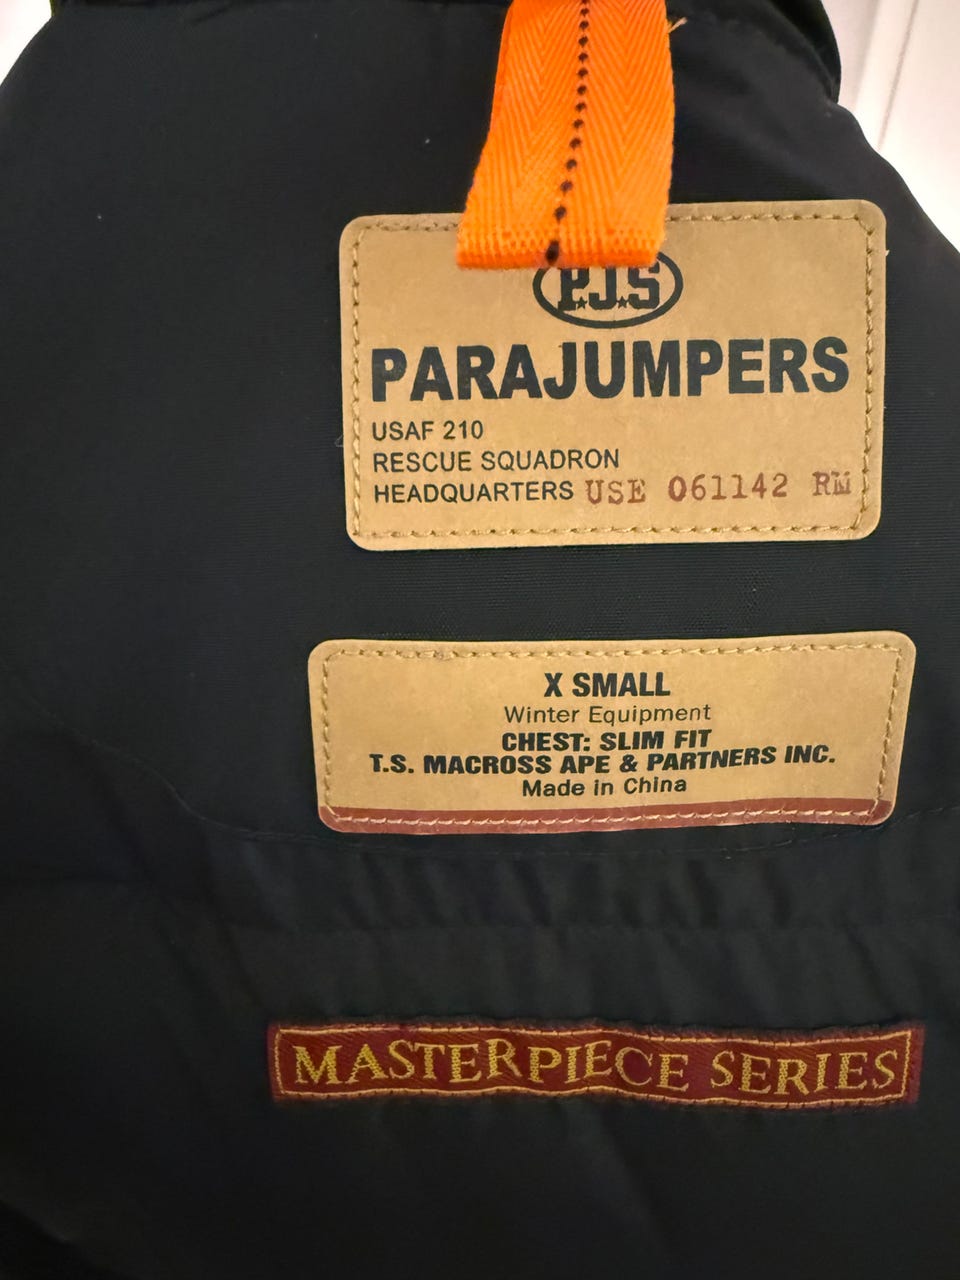 P.J.S
PARAJUMPERS
USAF 210
RESCUE SQUADRON
HEADQUARTERS USE 061142 RM
X SMALL
Winter Equipment
CHEST: SLIM FIT
T.S. MACROSS APE & PARTNERS INC.
Made in China
MASTERPIECE SERIES